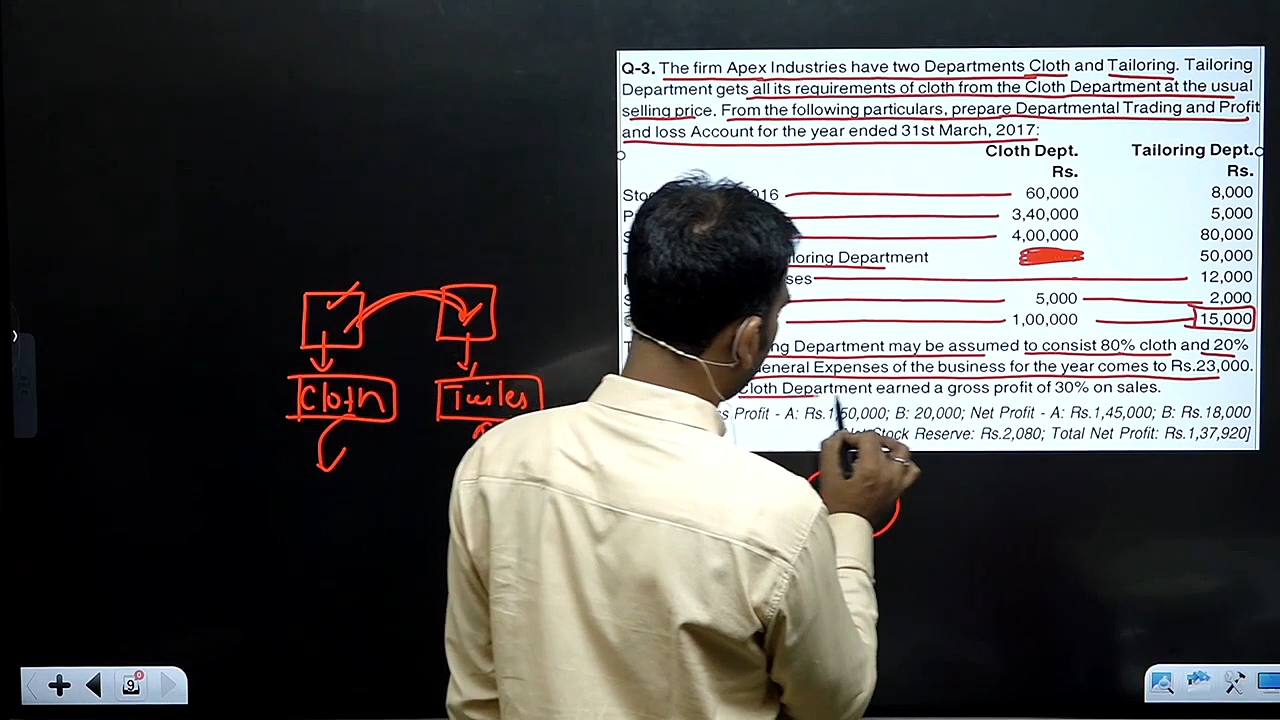 Q-3. The firm Apex Industries have two Departments Cloth and Tailoring. Tailoring
Department gets all its requirements of cloth from the Cloth Department at the usual
selling price. From the following particulars, prepare Departmental Trading and Profit
and loss Account for the year ended 31st March, 2017:
Cloth Dept. Tailoring Dept.
Rs. Rs.
60,000 8,000
3,40,000 5,000
4,00,000 80,000
Department 50,000
12,000
5,000 2,000
1,00,000 15,000
Department may be assumed to consist 80% cloth and 20%
Expenses of the business for the year comes to Rs.23,000.
Cloth Department earned a gross profit of 30% on sales.
Profit - A: Rs.1,50,000; B: 20,000; Net Profit - A: Rs.1,45,000; B: Rs.18,000
Stock Reserve: Rs.2,080; Total Net Profit: Rs.1,37,920]
Cloth
9